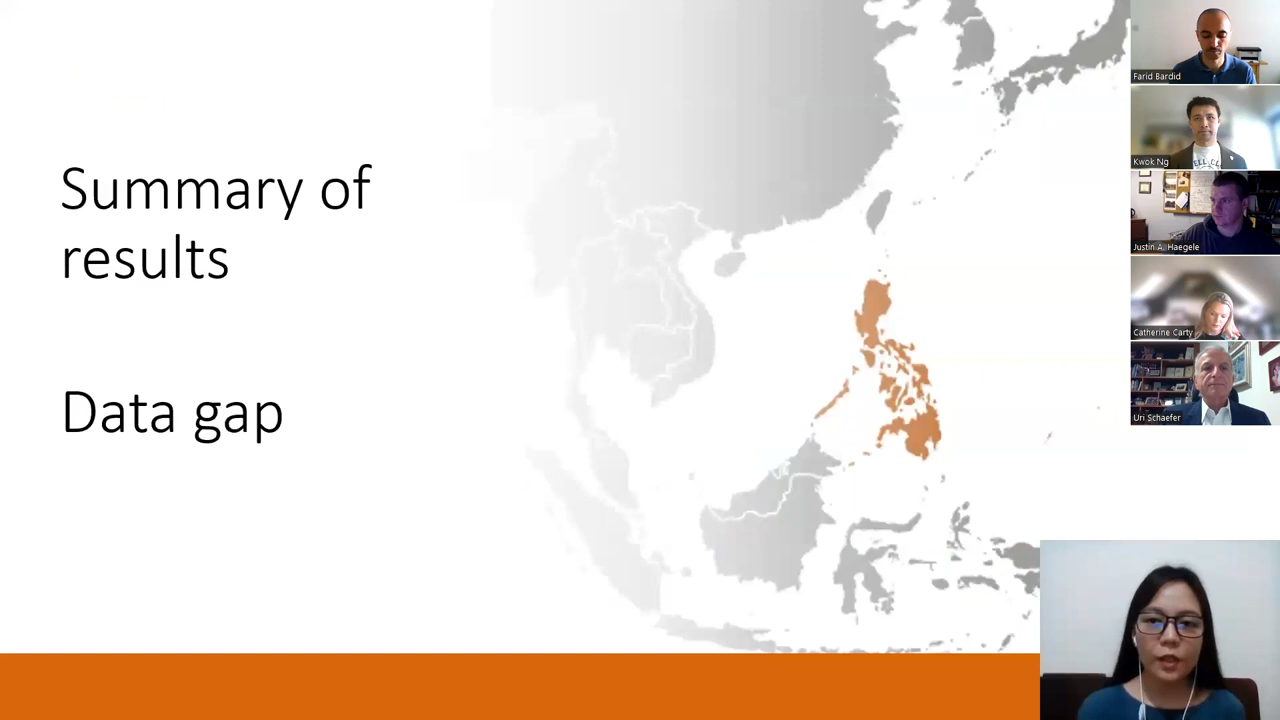 Summary of
results
Data gap
Farid Bardid
Kwok Ng
Justin A. Haegele
Catherine Carty
Uri Schaefer